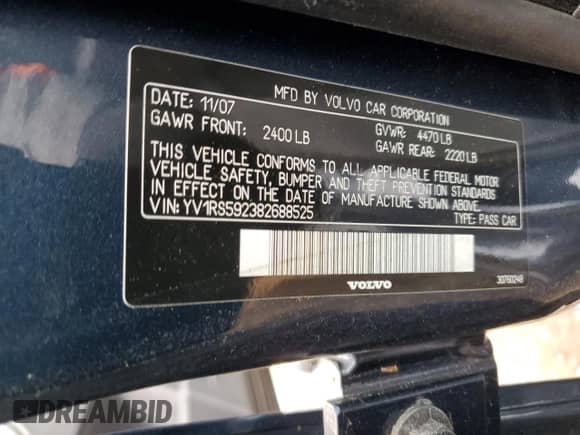 MFD BY VOLVO CAR CORPORATION
DATE: 11/07
GVWR: 4470 LB
GAWR FRONT: 2400 LB
GAWR REAR: 2220 LB
THIS VEHICLE CONFORMS TO ALL APPLICABLE FEDERAL MOTOR
VEHICLE SAFETY, BUMPER AND THEFT PREVENTION STANDARDS
IN EFFECT ON THE DATE OF MANUFACTURE SHOWN ABOVE.
VIN: YV1RS592382688525
TYPE: PASS CAR
VOLVO
30760248
DREAMBID